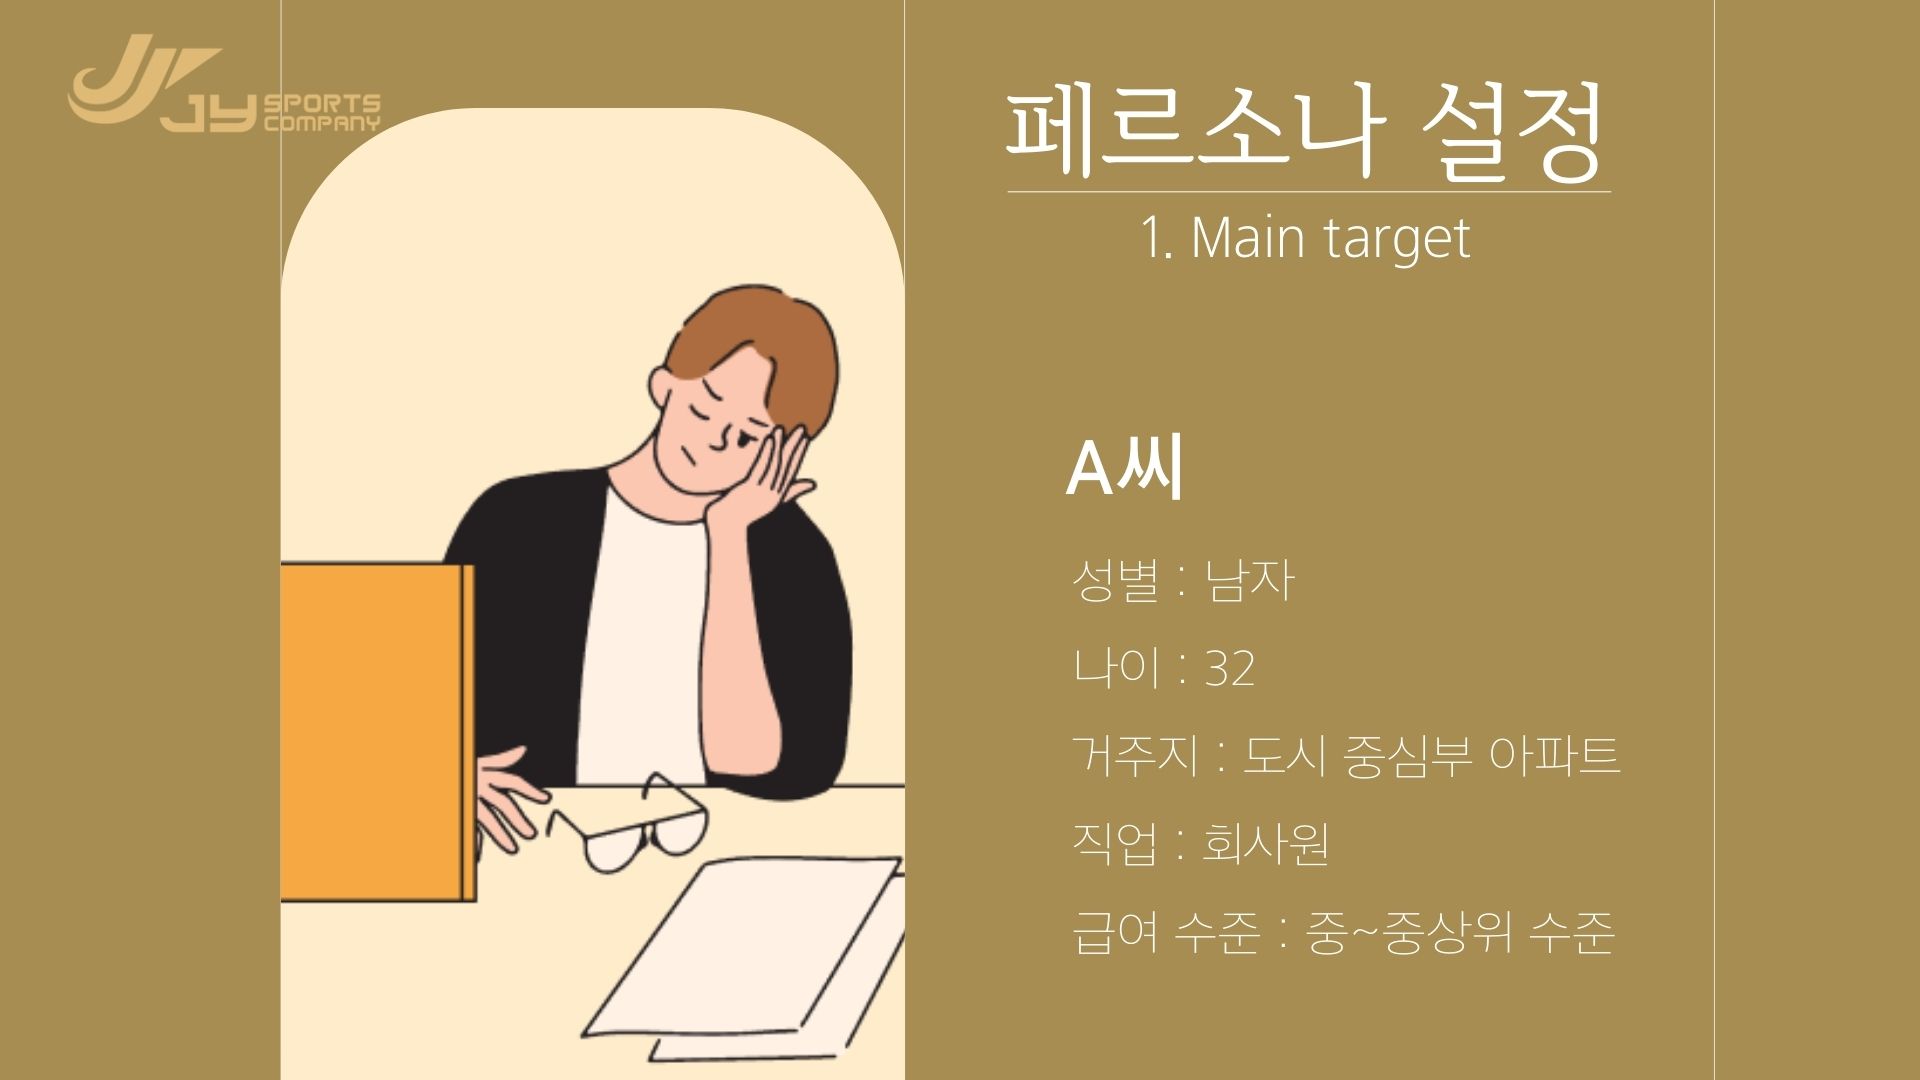 JY SPORTS
COMPANY
페르소나 설정
1. Main target
A씨
성별 : 남자
나이 : 32
거주지 : 도시 중심부 아파트
직업 : 회사원
급여 수준 : 중~중상위 수준